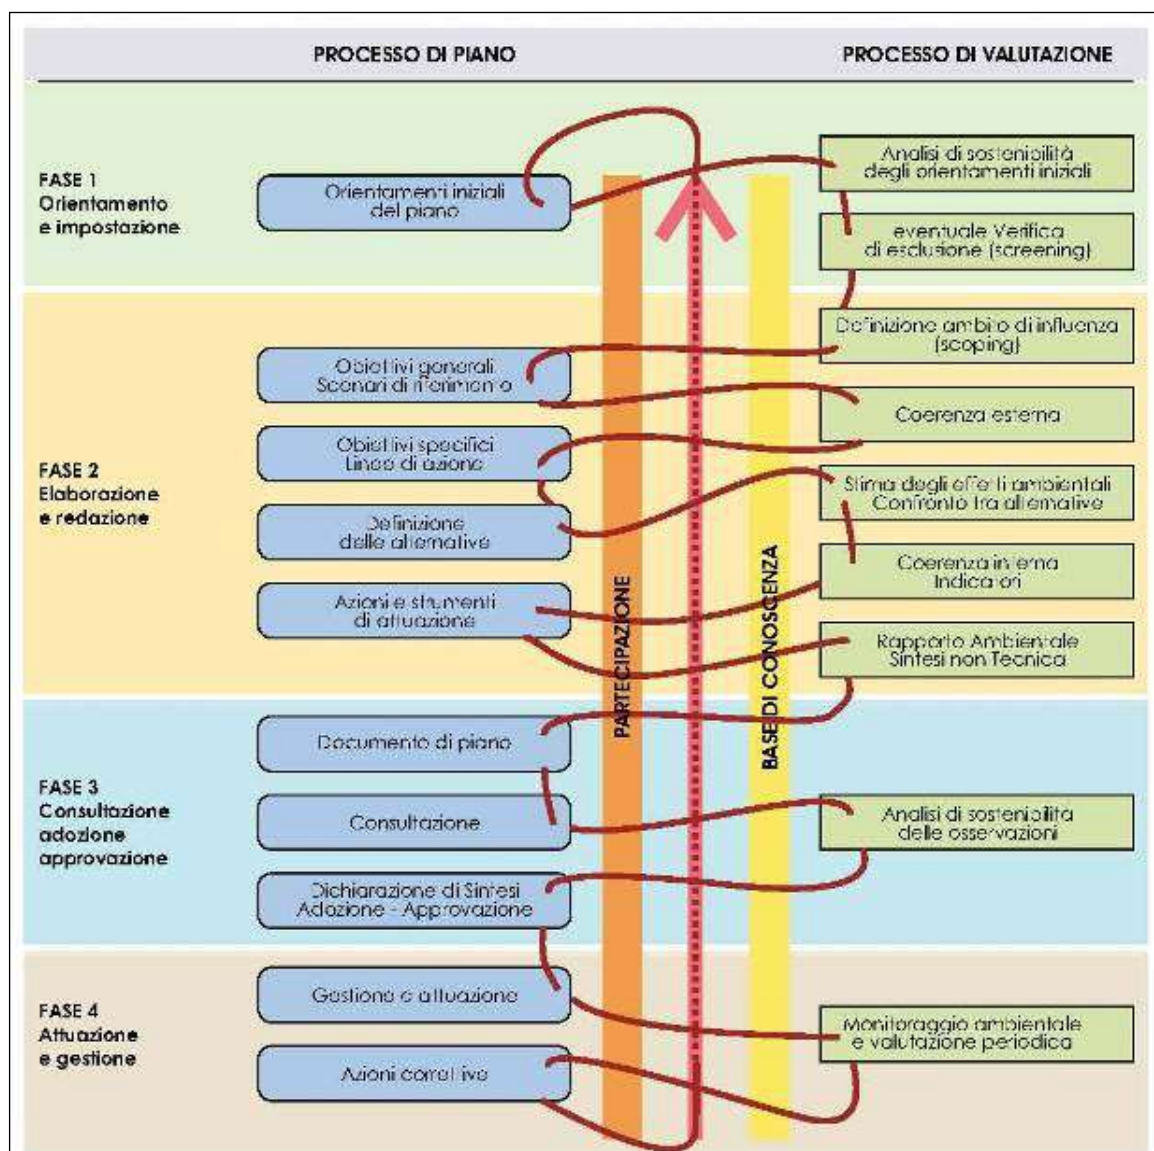 PROCESSO DI PIANO
PROCESSO DI VALUTAZIONE
FASE 1
Orientamento
e impostazione
Orientamenti iniziali
del piano
Analisi di sostenibilità
degli orientamenti iniziali
eventuale Verifica
di esclusione (screening)
FASE 2
Elaborazione
e redazione
Obiettivi generali
Scenari di riferimento
Obiettivi specifici
Linee di azione
Definizione
delle alternative
Azioni e strumenti
di attuazione
Definizione ambito di influenza
(scoping)
Coerenza esterna
Stima degli effetti ambientali
Confronto tra alternative
Coerenza interna
Indicatori
Rapporto Ambientale
Sintesi non Tecnica
PARTECIPAZIONE
BASE DI CONOSCENZA
FASE 3
Consultazione
adozione
approvazione
Documento di piano
Consultazione
Dichiarazione di Sintesi
Adozione - Approvazione
Analisi di sostenibilità
delle osservazioni
FASE 4
Attuazione
e gestione
Gestione e attuazione
Azioni correttive
Monitoraggio ambientale
e valutazione periodica